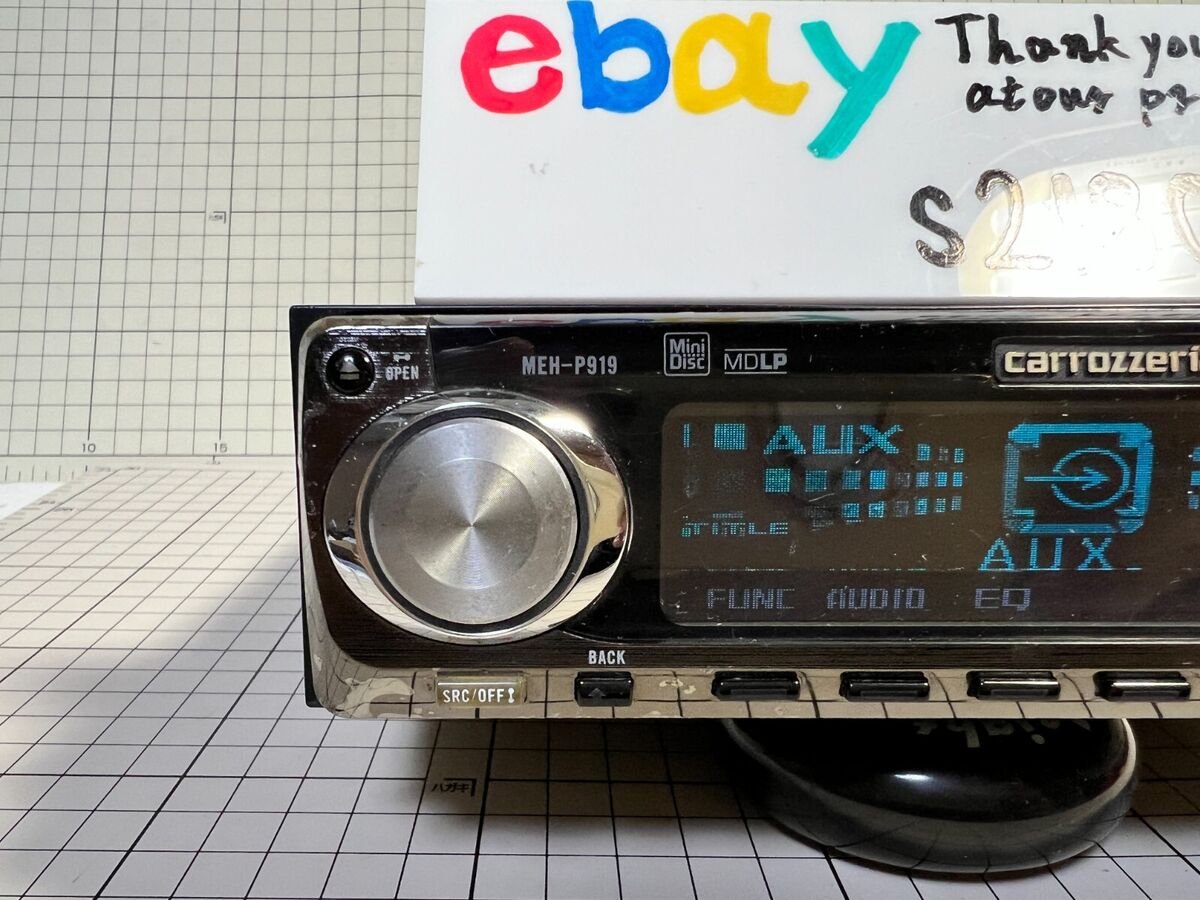 ebay
Thank you
s2
OPEN
MEH-P919
Mini
Disc
MDLP
carrozzeri
AUX
TITLE
AUX
FUNC AUDIO EQ
BACK
SRC/OFF
10
15
ハガキ